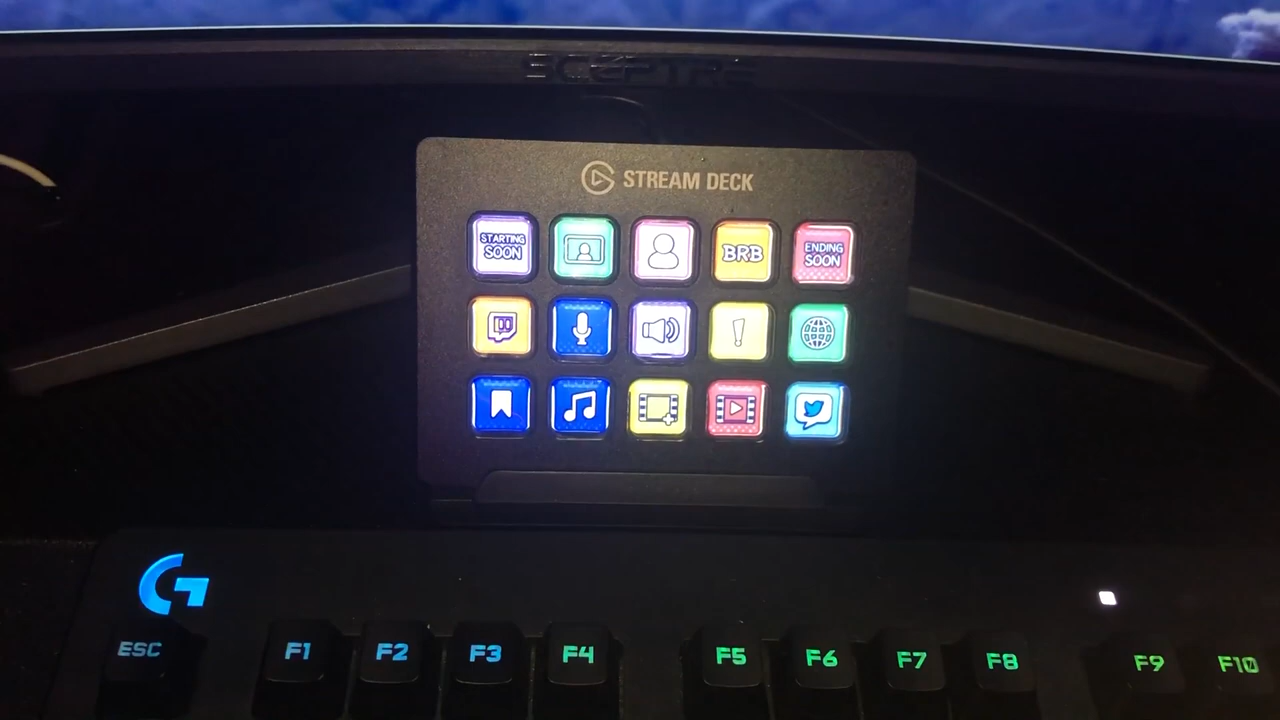 SCEPTRE
STREAM DECK
STARTING
SOON
BRB
ENDING
SOON
!
G
ESC F1 F2 F3 F4 F5 F6 F7 F8 F9 F10